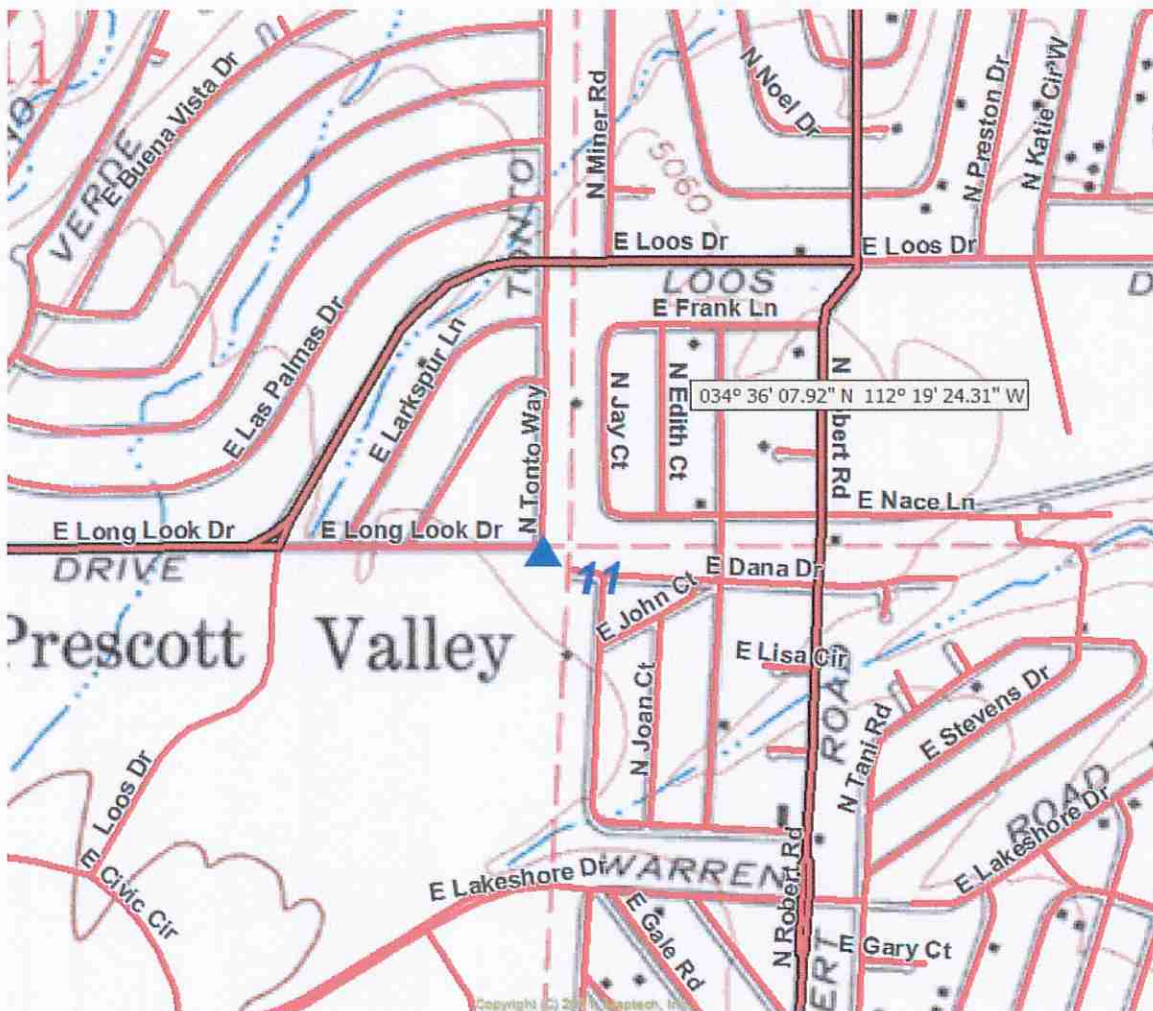 11
E Buena Vista Dr
VERDE
N Noel Dr
N Miner Rd
N Preston Dr
N Katie Cir W
5060
TONTO
E Loos Dr
E Loos Dr
LOOS
D
E Frank Ln
E Las Palmas Dr
E Larkspur Ln
N Jay Ct
N Edith Ct
034° 36' 07.92" N 112° 19' 24.31" W
N
bert Rd
N Tonto Way
E Nace Ln
E Long Look Dr
E Long Look Dr
DRIVE
11
E Dana Dr
E John Ct
Prescott Valley
E Lisa Cir
ROAD
N Joan Ct
N Tani Rd
E Stevens Dr
E Loos Dr
ROAD
E Lakeshore Dr
E Lakeshore Dr
WARREN
N Robert Rd
E Civic Cir
E Gale Rd
E Gary Ct
ERT